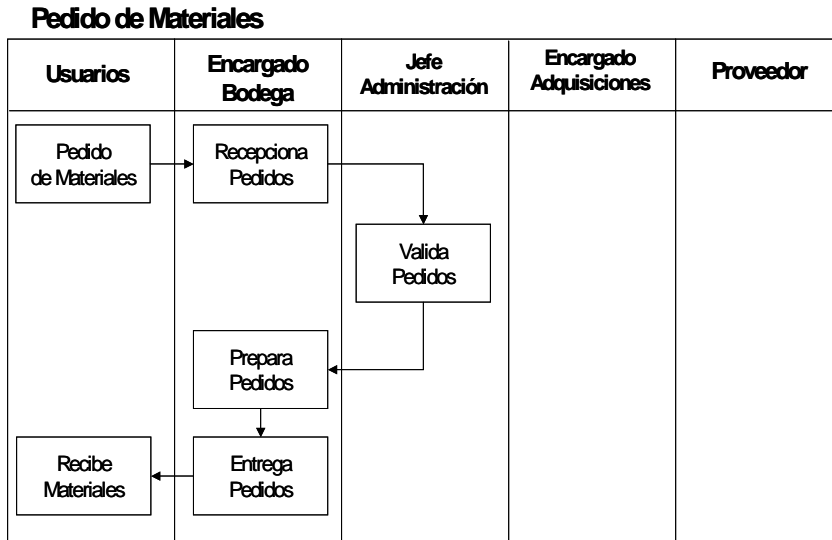 Pedido de Materiales
Usuarios
Encargado
Bodega
Jefe
Administración
Encargado
Adquisiciones
Proveedor
Pedido
de Materiales
Recepciona
Pedidos
Valida
Pedidos
Prepara
Pedidos
Recibe
Materiales
Entrega
Pedidos